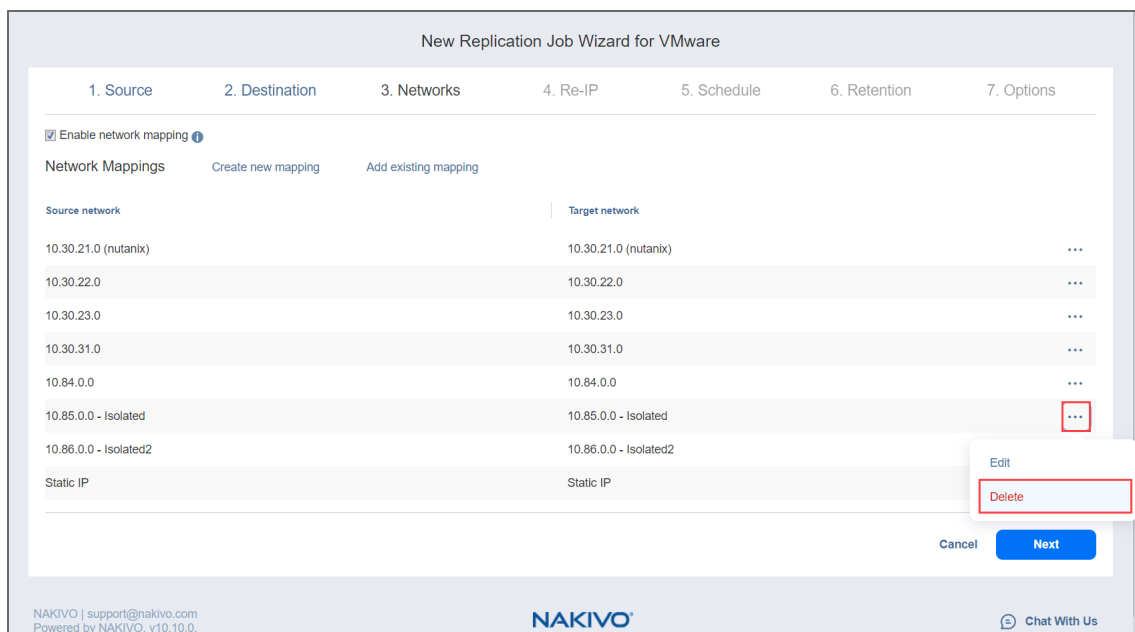 New Replication Job Wizard for VMware
1. Source 2. Destination 3. Networks 4. Re-IP 5. Schedule 6. Retention 7. Options
Enable network mapping
Network Mappings Create new mapping Add existing mapping
Source network Target network
10.30.21.0 (nutanix) 10.30.21.0 (nutanix) ...
10.30.22.0 10.30.22.0 ...
10.30.23.0 10.30.23.0 ...
10.30.31.0 10.30.31.0 ...
10.84.0.0 10.84.0.0 ...
10.85.0.0 - Isolated 10.85.0.0 - Isolated ...
10.86.0.0 - Isolated2 10.86.0.0 - Isolated2
Edit
Static IP Static IP
Delete
Cancel Next
NAKIVO | support@nakivo.com
Powered by NAKIVO, v10.10.0.
NAKIVO®
Chat With Us